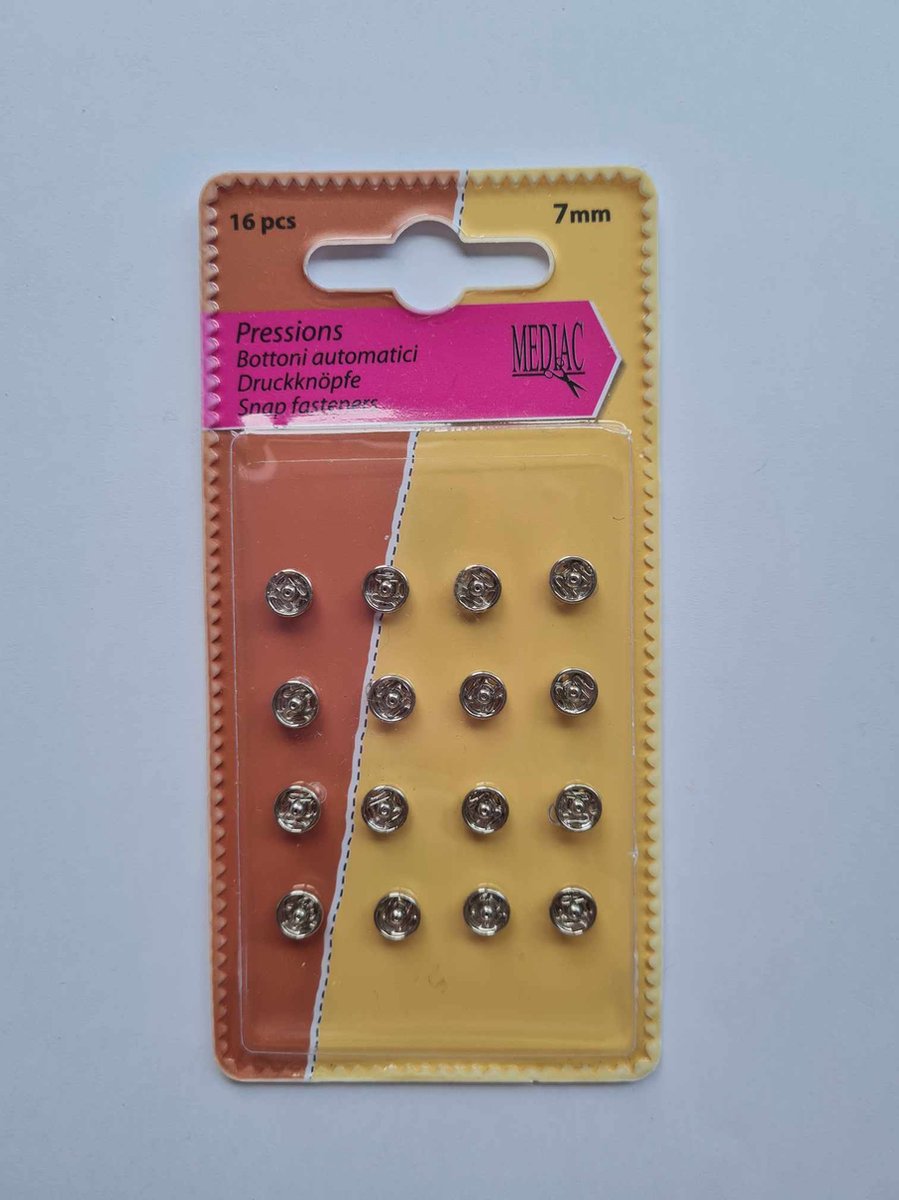 16 pcs
7mm
Pressions
Bottoni automatici
Druckknöpfe
Snap fasteners
MEDIAC